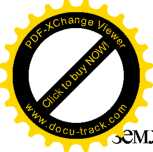 PDF-XChange Viewer
Click to buy NOW!
www.docu-track.com